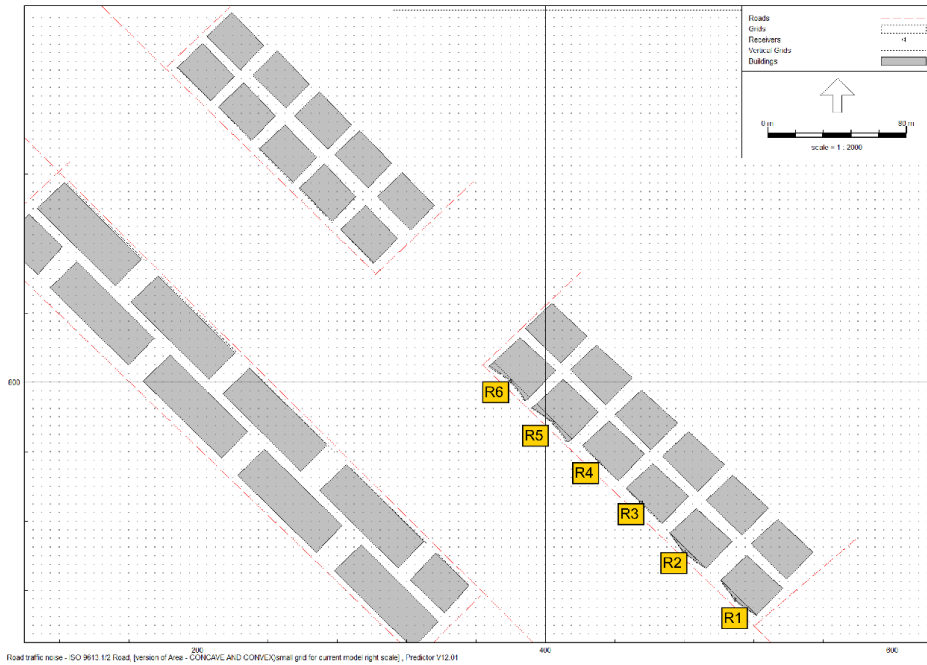 Roads
Grids
Receivers
Vertical Grids
Buildings
0 m 80 m
scale = 1 : 2000
600
R6
R5
R4
R3
R2
R1
200 400 600
Road traffic noise - ISO 9613.1/2 Road, [version of Area - CONCAVE AND CONVEX)small grid for current model right scale] , Predictor V12.01